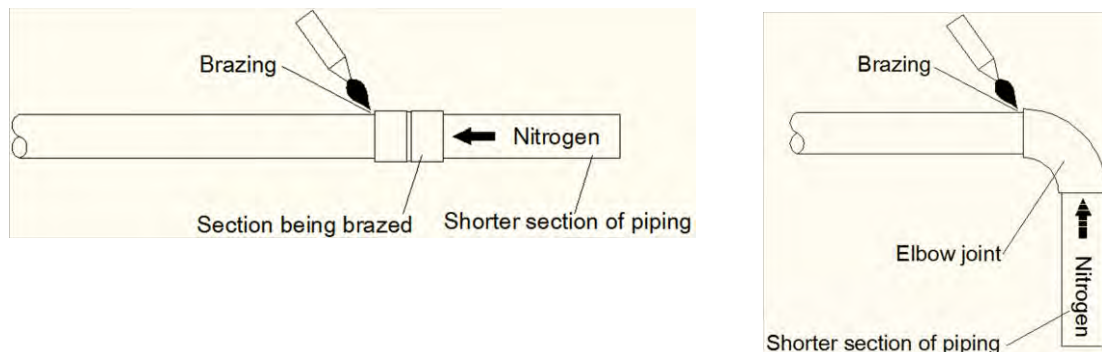 Brazing
Nitrogen
Section being brazed
Shorter section of piping
Brazing
Elbow joint
Nitrogen
Shorter section of piping